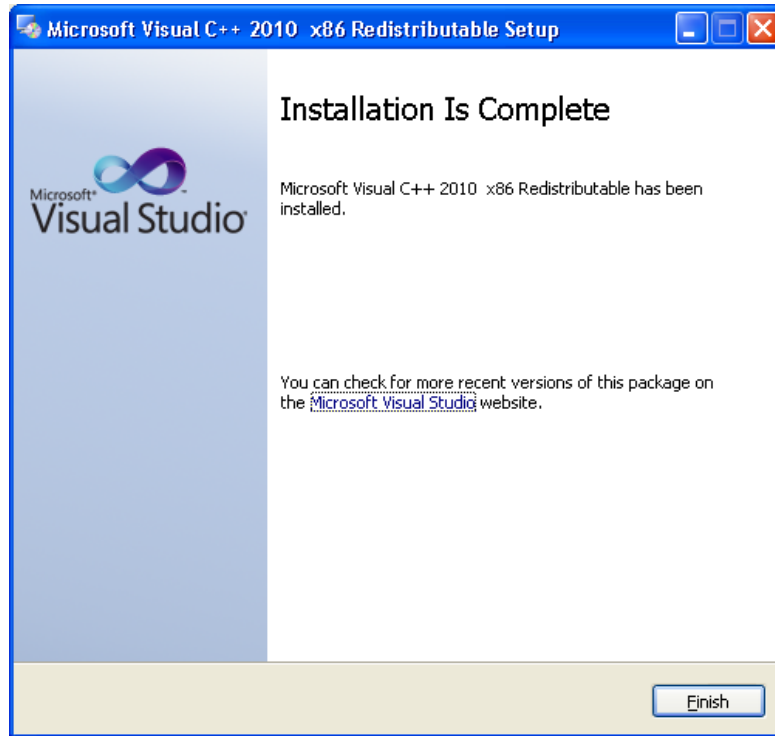 Microsoft Visual C++ 2010  x86 Redistributable Setup
Installation Is Complete
Microsoft Visual C++ 2010  x86 Redistributable has been
installed.
Microsoft
Visual Studio
You can check for more recent versions of this package on
the Microsoft Visual Studio website.
Finish